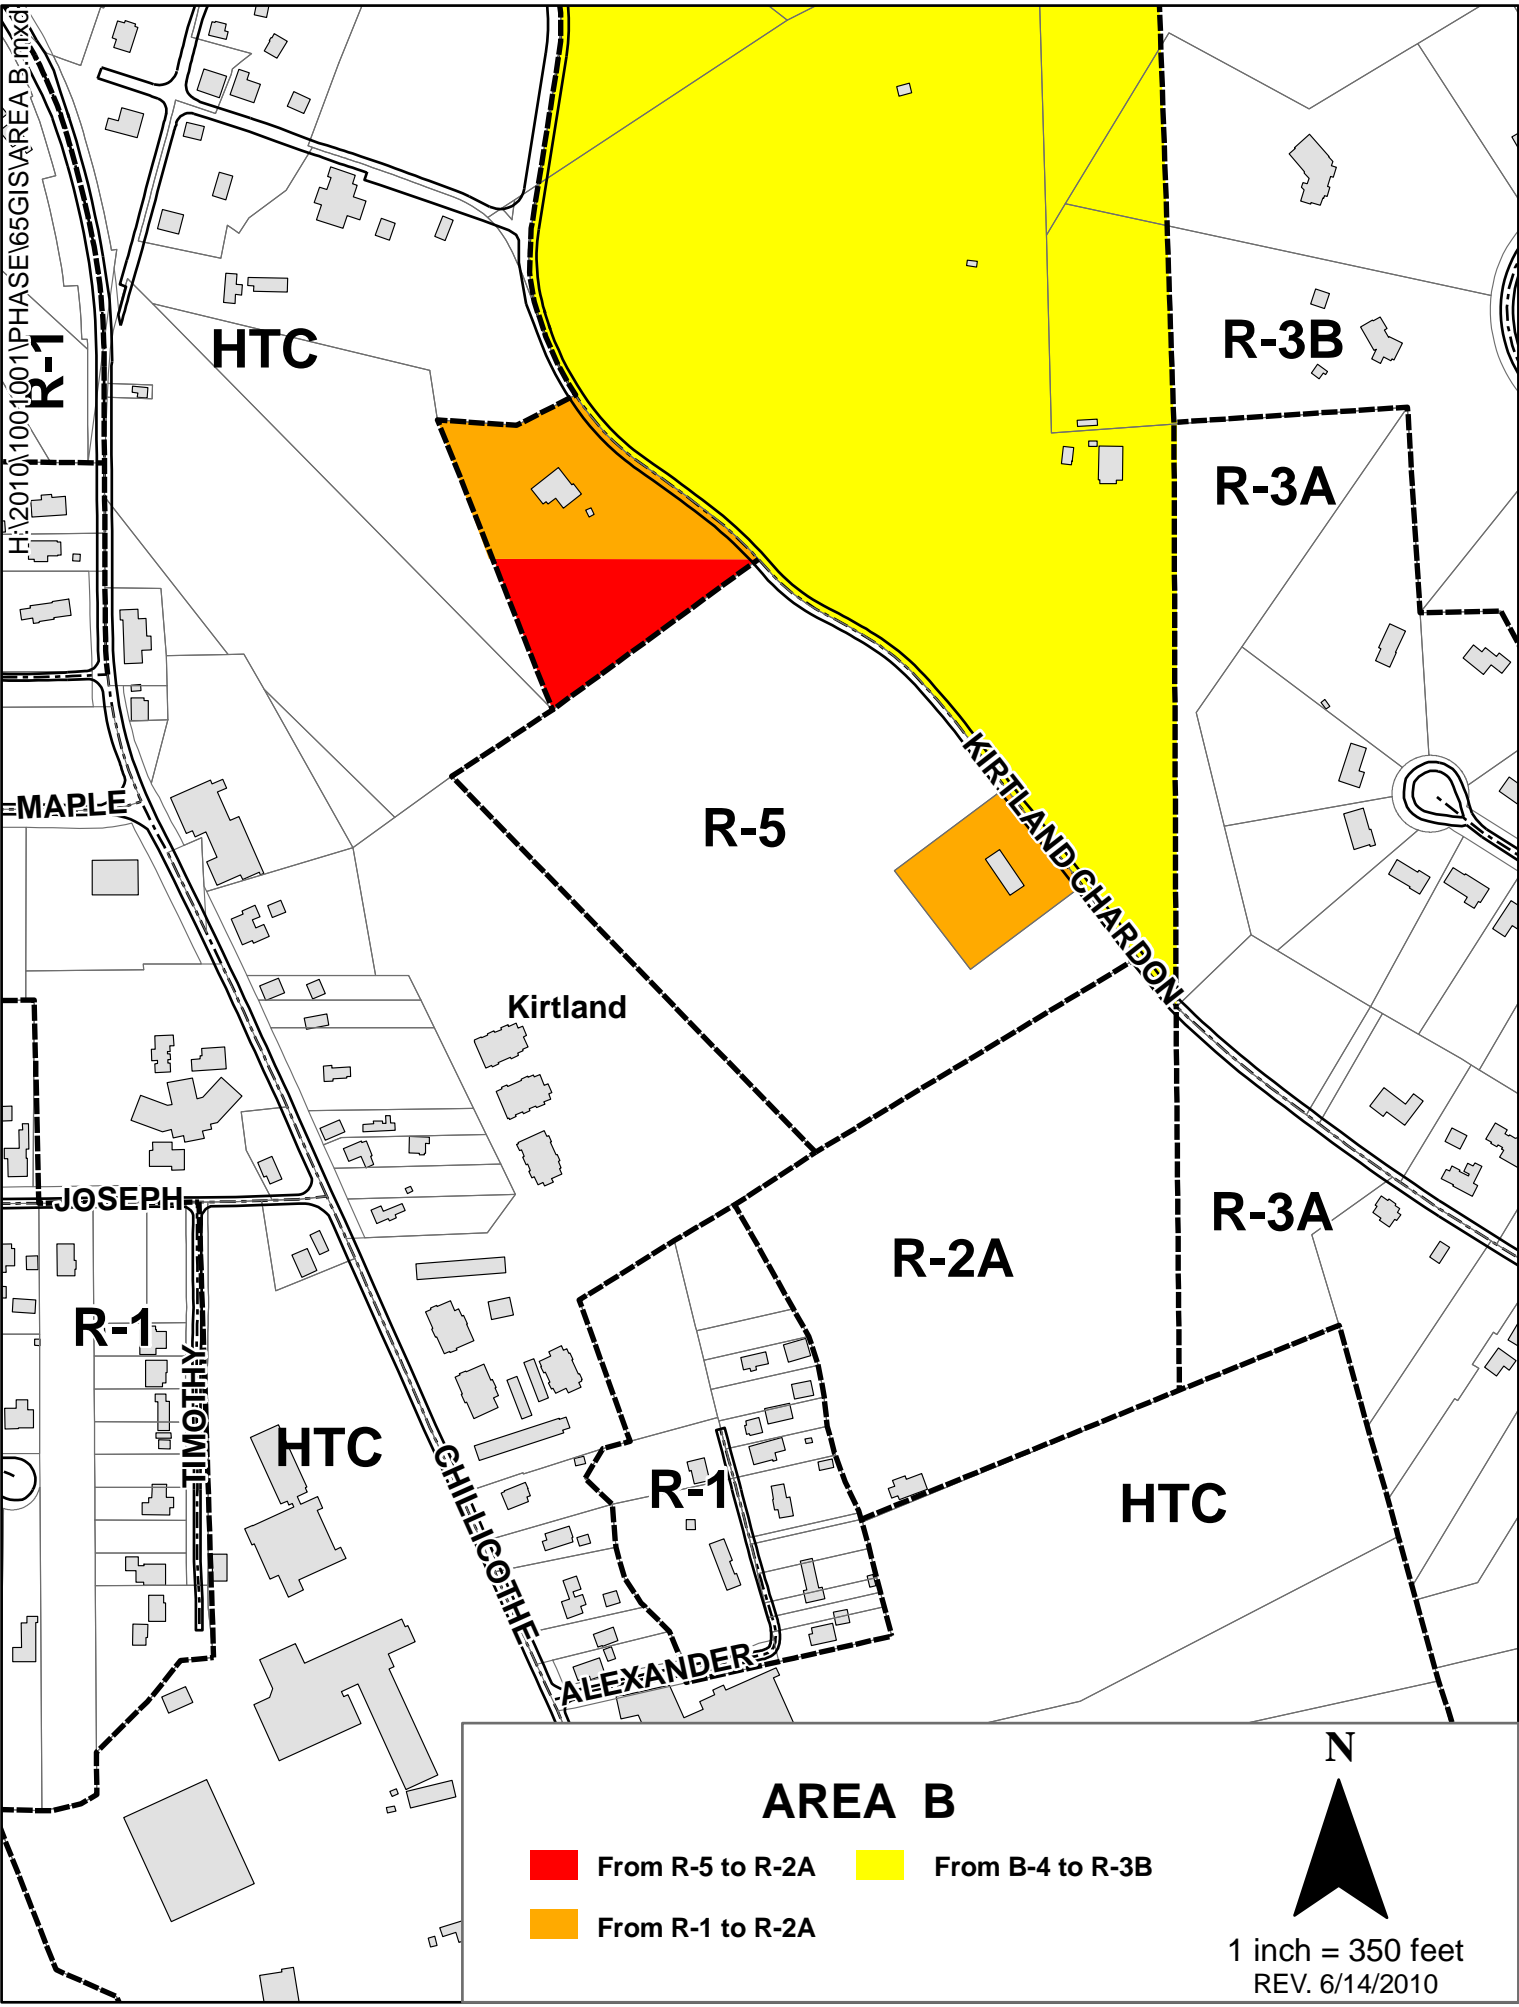 H:\2010\1001001\PHASE\65GIS\AREA B.mxd
R-1
HTC
R-3B
R-3A
KIRTLAND-CHARDON
MAPLE
R-5
Kirtland
JOSEPH
R-3A
R-2A
R-1
TIMOTHY
HTC
CHILLICOTHE
R-1
HTC
ALEXANDER
AREA B
From R-5 to R-2A
From B-4 to R-3B
From R-1 to R-2A
N
1 inch = 350 feet
REV. 6/14/2010